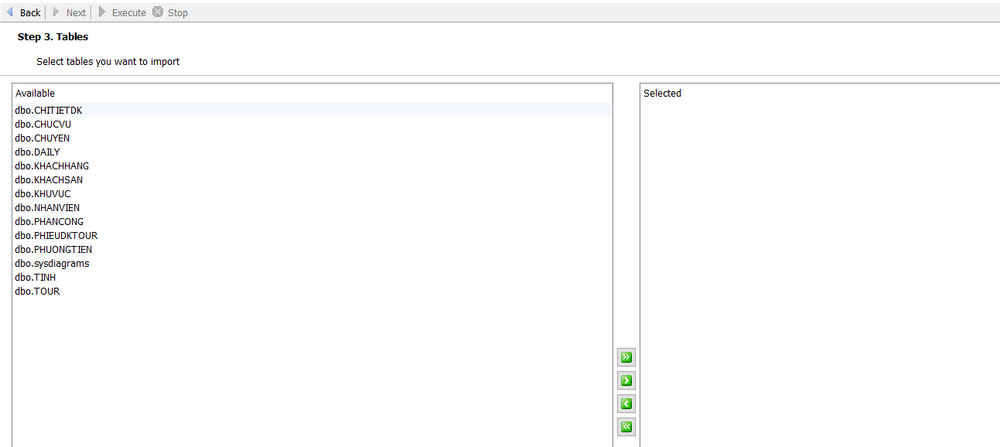 Back Next Execute Stop
Step 3. Tables
Select tables you want to import
Available
dbo.CHITIETDK
dbo.CHUCVU
dbo.CHUYEN
dbo.DAILY
dbo.KHACHHANG
dbo.KHACHSAN
dbo.KHUVUC
dbo.NHANVIEN
dbo.PHANCONG
dbo.PHIEUDKTOUR
dbo.PHUONGTIEN
dbo.sysdiagrams
dbo.TINH
dbo.TOUR
Selected